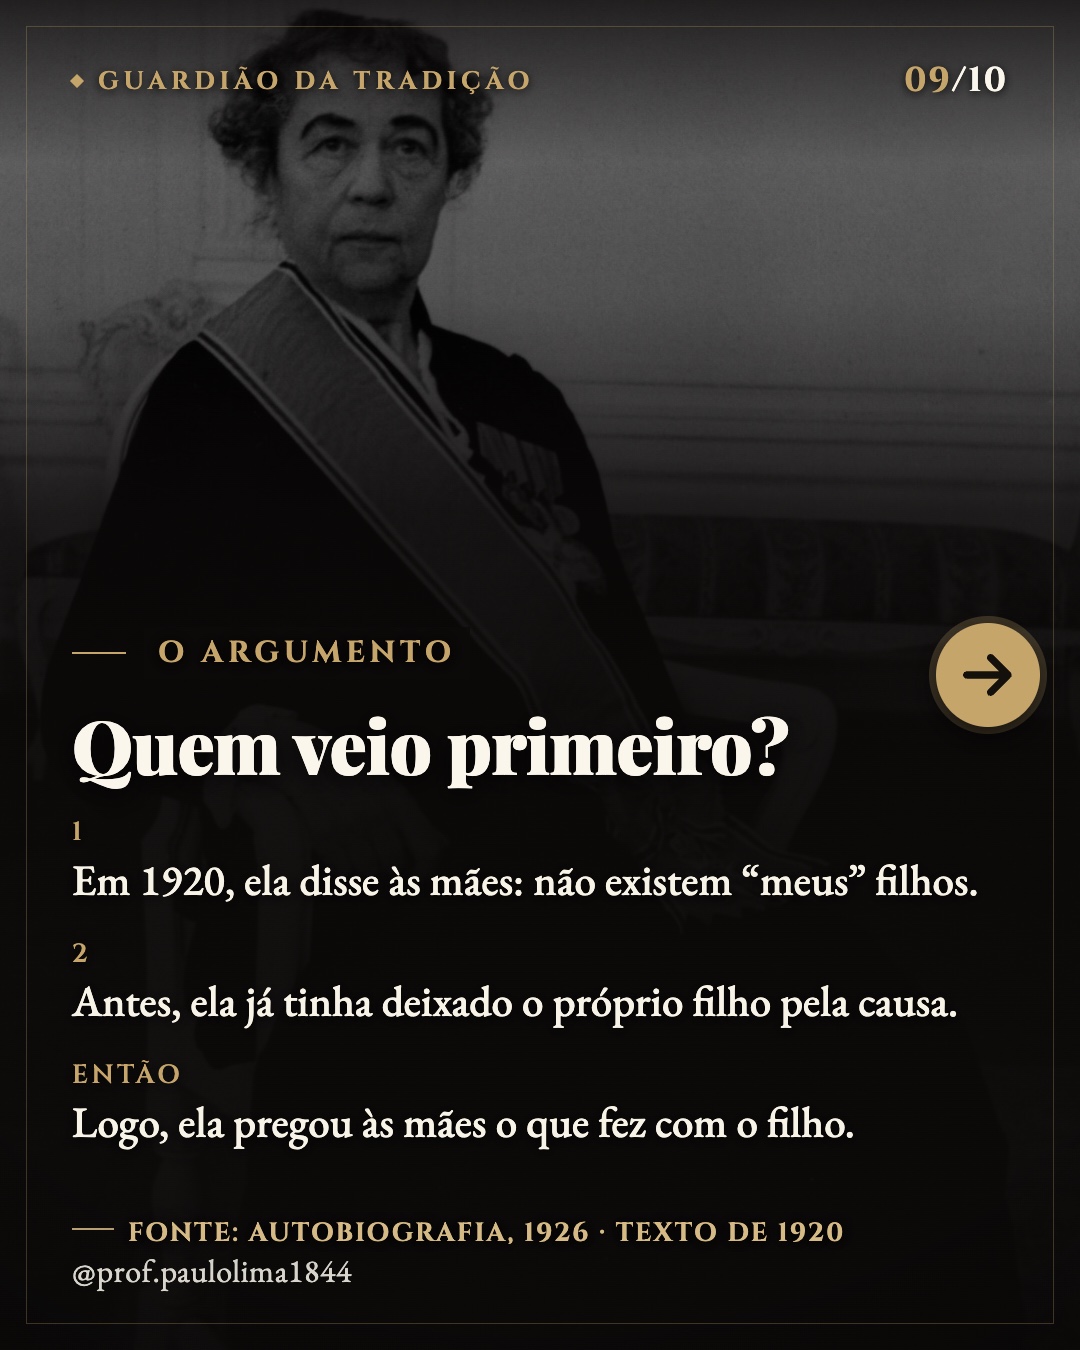 GUARDIÃO DA TRADIÇÃO
09/10
O ARGUMENTO
Quem veio primeiro?
1
Em 1920, ela disse às mães: não existem “meus” filhos.
2
Antes, ela já tinha deixado o próprio filho pela causa.
ENTÃO
Logo, ela pregou às mães o que fez com o filho.
FONTE: AUTOBIOGRAFIA, 1926 · TEXTO DE 1920
@prof.paulolima1844